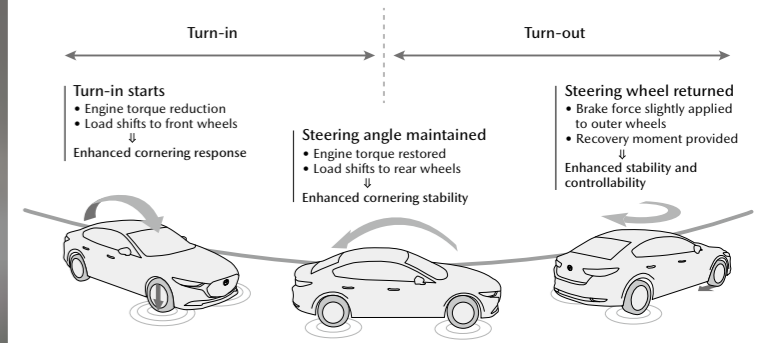 Turn-in
Turn-out
Turn-in starts
• Engine torque reduction
• Load shifts to front wheels
⇓
Enhanced cornering response
Steering angle maintained
• Engine torque restored
• Load shifts to rear wheels
⇓
Enhanced cornering stability
Steering wheel returned
• Brake force slightly applied
to outer wheels
• Recovery moment provided
⇓
Enhanced stability and
controllability